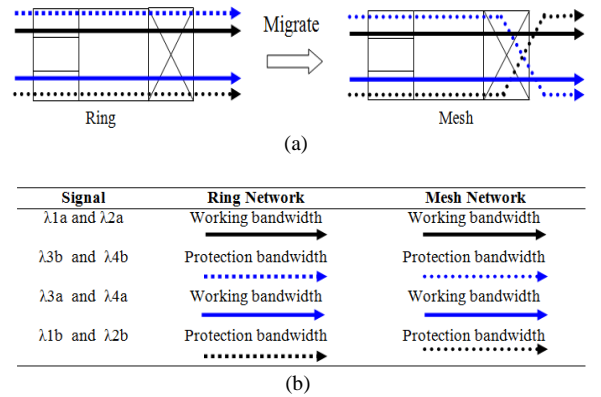 Migrate
Ring
Mesh
(a)
Signal Ring Network Mesh Network
λ1a and λ2a Working bandwidth Working bandwidth
λ3b and λ4b Protection bandwidth Protection bandwidth
λ3a and λ4a Working bandwidth Working bandwidth
λ1b and λ2b Protection bandwidth Protection bandwidth
(b)